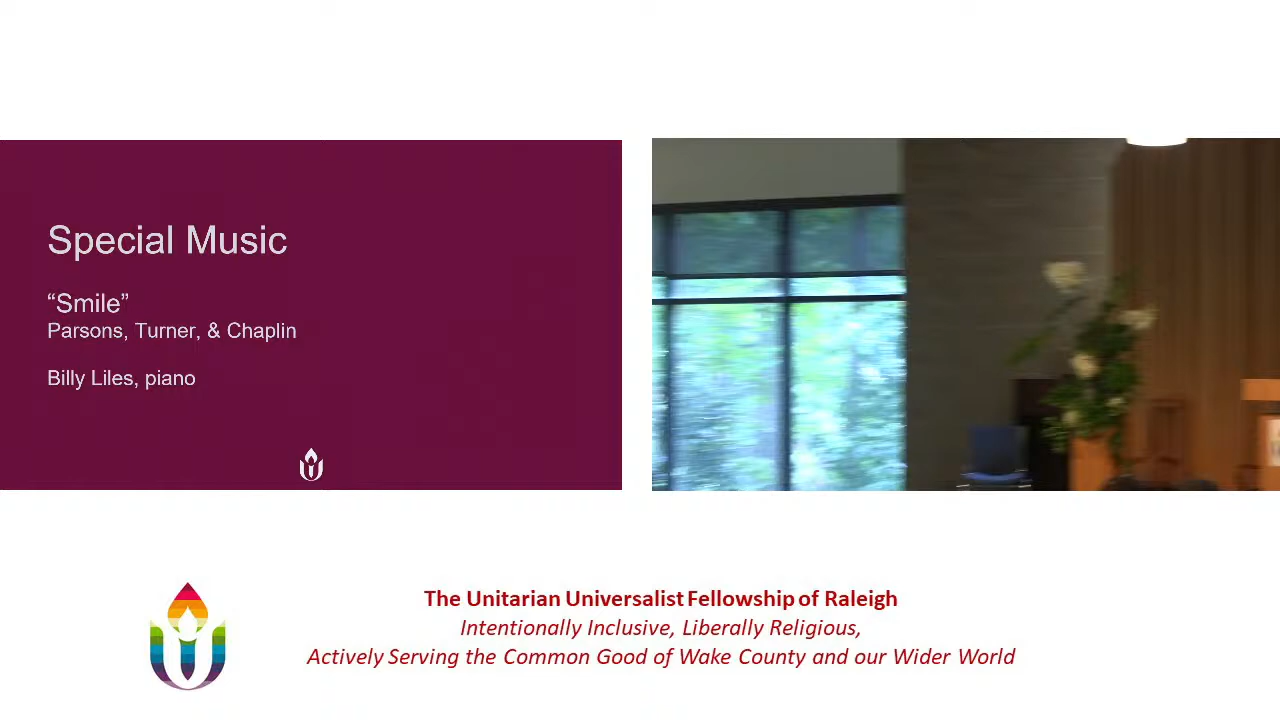 Special Music
“Smile”
Parsons, Turner, & Chaplin
Billy Liles, piano
The Unitarian Universalist Fellowship of Raleigh
Intentionally Inclusive, Liberally Religious,
Actively Serving the Common Good of Wake County and our Wider World